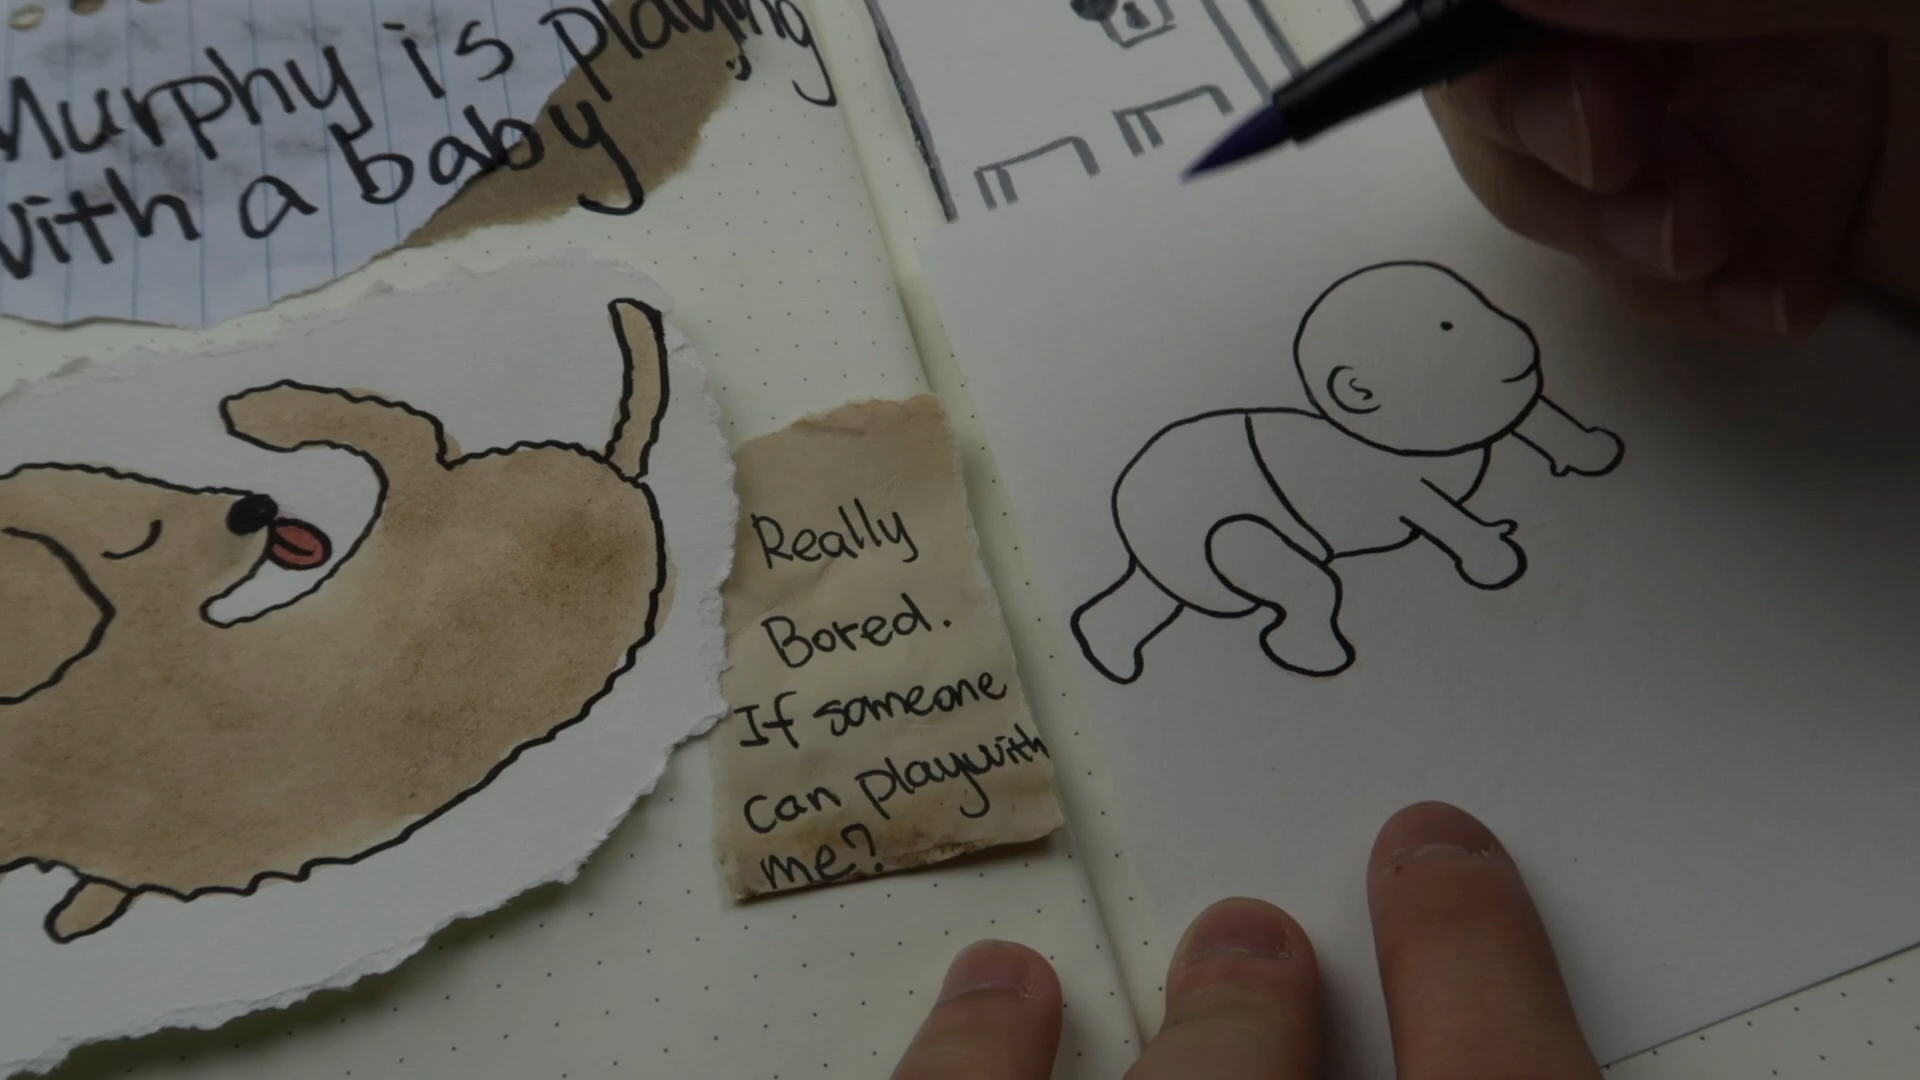 Murphy is playing
with a baby
Really
Bored.
If someone
can playwith
me?